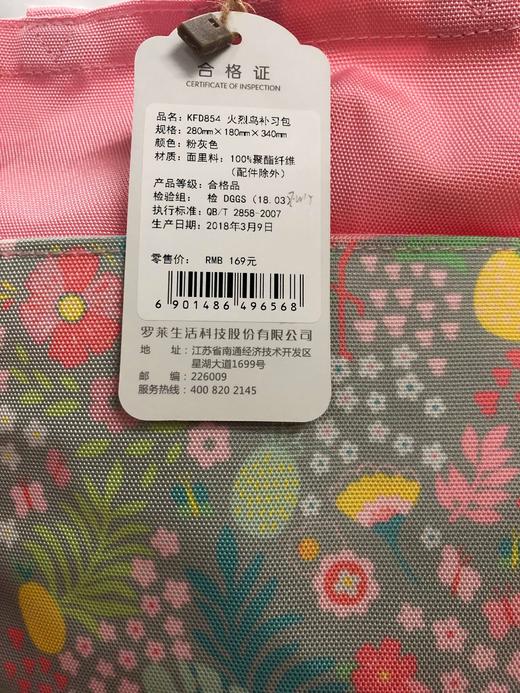 合格证
CERTIFICATE OF INSPECTION
品名: KFD854 火烈鸟补习包
规格: 280mm×180mm×340mm
颜色: 粉灰色
材质: 面里料: 100%聚酯纤维
(配件除外)
产品等级: 合格品
检验组: 检 DGGS (18.03)
执行标准: QB/T 2858-2007
生产日期: 2018年3月9日
零售价: RMB 169元
6 901486 496568
罗莱生活科技股份有限公司
地 址: 江苏省南通经济技术开发区
星湖大道1699号
邮 编: 226009
服务热线: 400 820 2145